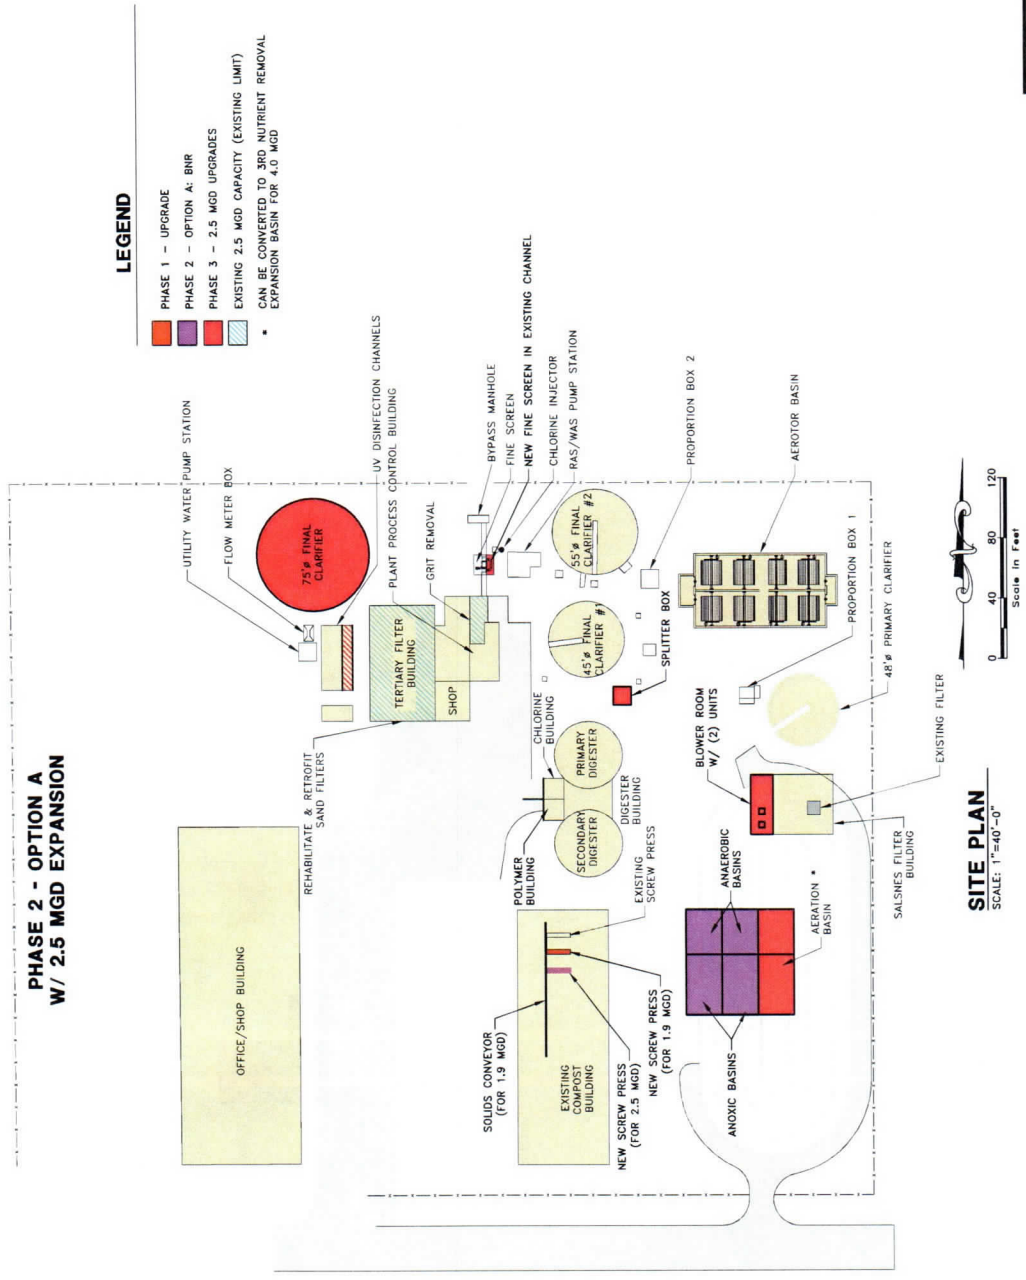 PHASE 2 - OPTION A
W/ 2.5 MGD EXPANSION
LEGEND
PHASE 1 - UPGRADE
PHASE 2 - OPTION A: BNR
PHASE 3 - 2.5 MGD UPGRADES
EXISTING 2.5 MGD CAPACITY (EXISTING LIMIT)
* CAN BE CONVERTED TO 3RD NUTRIENT REMOVAL
EXPANSION BASIN FOR 4.0 MGD
OFFICE/SHOP BUILDING
REHABILITATE & RETROFIT
SAND FILTERS
UTILITY WATER PUMP STATION
FLOW METER BOX
75'ø FINAL
CLARIFIER
UV DISINFECTION CHANNELS
PLANT PROCESS CONTROL BUILDING
GRIT REMOVAL
TERTIARY FILTER
BUILDING
SHOP
BYPASS MANHOLE
FINE SCREEN
NEW FINE SCREEN IN EXISTING CHANNEL
CHLORINE INJECTOR
RAS/WAS PUMP STATION
CHLORINE
BUILDING
POLYMER
BUILDING
PRIMARY
DIGESTER
SECONDARY
DIGESTER
DIGESTER
BUILDING
45'ø FINAL
CLARIFIER #1
55'ø FINAL
CLARIFIER #2
SPLITTER BOX
PROPORTION BOX 2
SOLIDS CONVEYOR
(FOR 1.9 MGD)
EXISTING
COMPOST
BUILDING
EXISTING
SCREW PRESS
NEW SCREW PRESS
(FOR 2.5 MGD)
NEW SCREW PRESS
(FOR 1.9 MGD)
BLOWER ROOM
W/ (2) UNITS
AEROTOR BASIN
PROPORTION BOX 1
48'ø PRIMARY CLARIFIER
ANOXIC BASINS
ANAEROBIC
BASINS
AERATION *
BASIN
SALSNES FILTER
BUILDING
EXISTING FILTER
SITE PLAN
SCALE: 1"=40'-0"
0 40 80 120
Scale In Feet